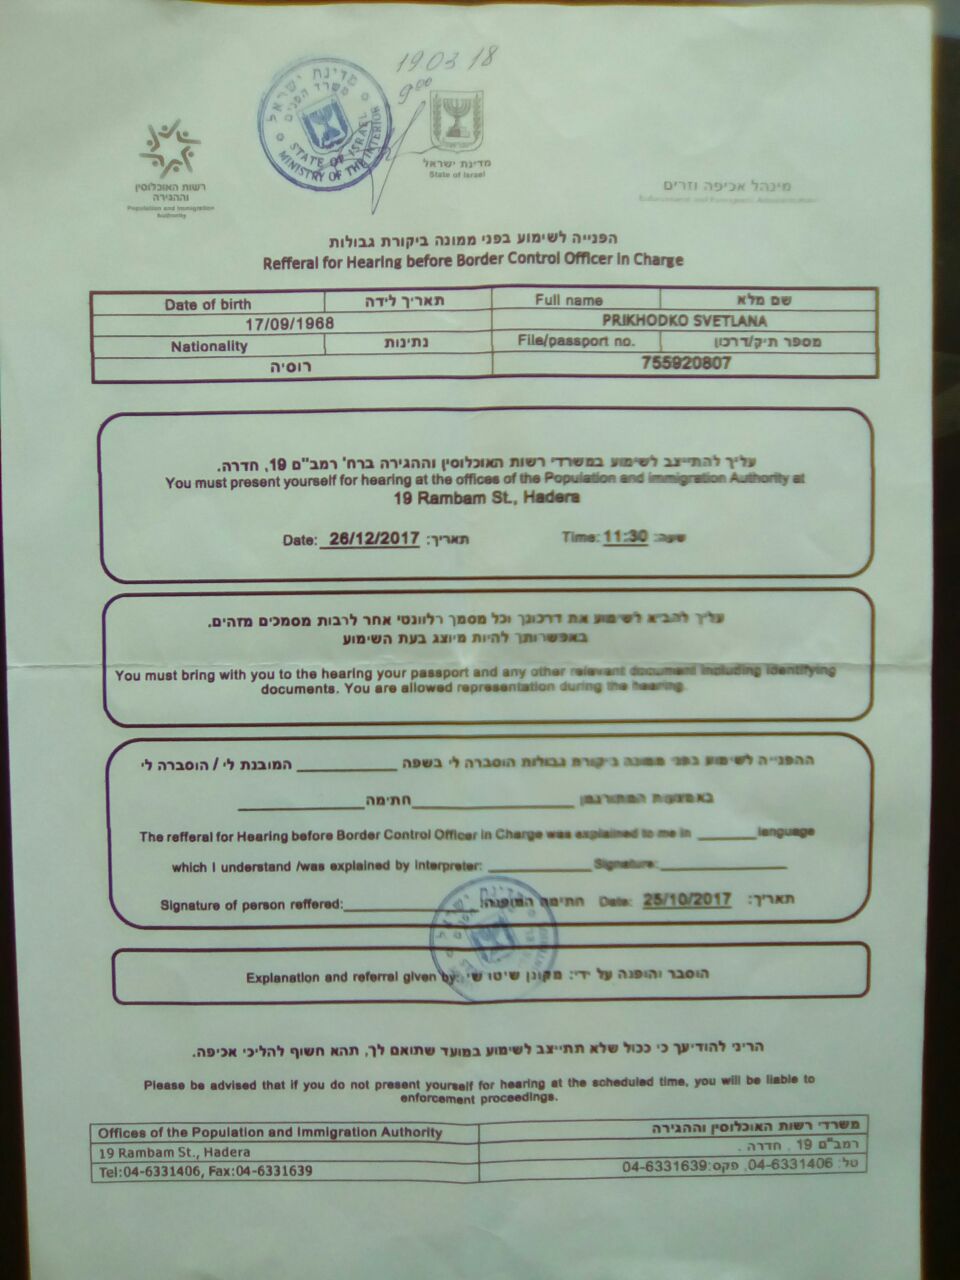 19 03 18
9⁰⁰
מדינת ישראל
משרד הפנים
STATE OF ISRAEL
MINISTRY OF THE INTERIOR
רשות האוכלוסין
וההגירה
Population and Immigration
Authority
מדינת ישראל
State of Israel
מינהל אכיפה וזרים
הפנייה לשימוע בפני ממונה ביקורת גבולות
Refferal for Hearing before Border Control Officer in Charge
Date of birth תאריך לידה Full name שם מלא
17/09/1968 PRIKHODKO SVETLANA
Nationality נתינות File/passport no. מספר תיק/דרכון
רוסיה 755920807
עליך להתייצב לשימוע במשרדי רשות האוכלוסין וההגירה ברח' רמב"ם 19, חדרה.
You must present yourself for hearing at the offices of the Population and immigration Authority at
19 Rambam St., Hadera
Date: 26/12/2017 תאריך: Time: 11:30 שעה:
עליך להביא לשימוע את דרכונך וכל מסמך רלוונטי אחר לרבות מסמכים מזהים.
באפשרותך להיות מיוצג בעת השימוע
You must bring with you to the hearing your passport and any other relevant document including identifying
documents. You are allowed representation during the hearing.
ההפנייה לשימוע בפני ממונה ביקורת גבולות הוסברה לי בשפה __________ המובנת לי / הוסברה לי
באמצעות המתורגמן ____________________ חתימה ______________
The refferal for Hearing before Border Control Officer in Charge was explained to me in ______ language
which I understand /was explained by interpreter: ___________ Signature: ______________
Signature of person reffered: ______________ חתימת המופנה: Date: 25/10/2017 תאריך:
Explanation and referral given by: הוסבר והופנה על ידי: מקונן שיטו שי
הריני להודיעך כי ככול שלא תתייצב לשימוע במועד שתואם לך, תהא חשוף להליכי אכיפה.
Please be advised that if you do not present yourself for hearing at the scheduled time, you will be liable to
enforcement proceedings.
Offices of the Population and Immigration Authority משרדי רשות האוכלוסין וההגירה
19 Rambam St., Hadera רמב"ם 19 , חדרה .
Tel:04-6331406, Fax:04-6331639 טל: 04-6331406, פקס:04-6331639